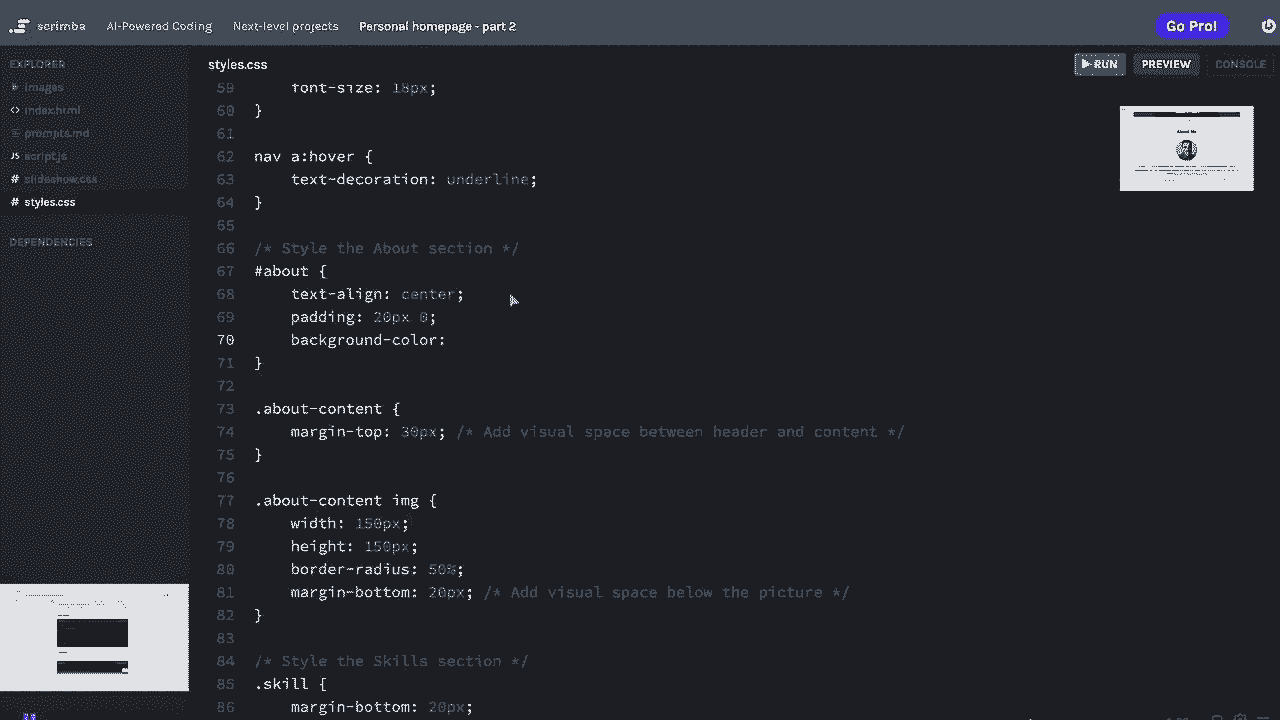 scrimba AI-Powered Coding Next-level projects Personal homepage - part 2 Go Pro!
EXPLORER
images
index.html
prompts.md
JS script.js
# slideshow.css
# styles.css
DEPENDENCIES
styles.css
RUN PREVIEW CONSOLE
59 font-size: 18px;
60 }
61
62 nav a:hover {
63 text-decoration: underline;
64 }
65
66 /* Style the About section */
67 #about {
68 text-align: center;
69 padding: 20px 0;
70 background-color:
71 }
72
73 .about-content {
74 margin-top: 30px; /* Add visual space between header and content */
75 }
76
77 .about-content img {
78 width: 150px;
79 height: 150px;
80 border-radius: 50%;
81 margin-bottom: 20px; /* Add visual space below the picture */
82 }
83
84 /* Style the Skills section */
85 .skill {
86 margin-bottom: 20px;
About Me